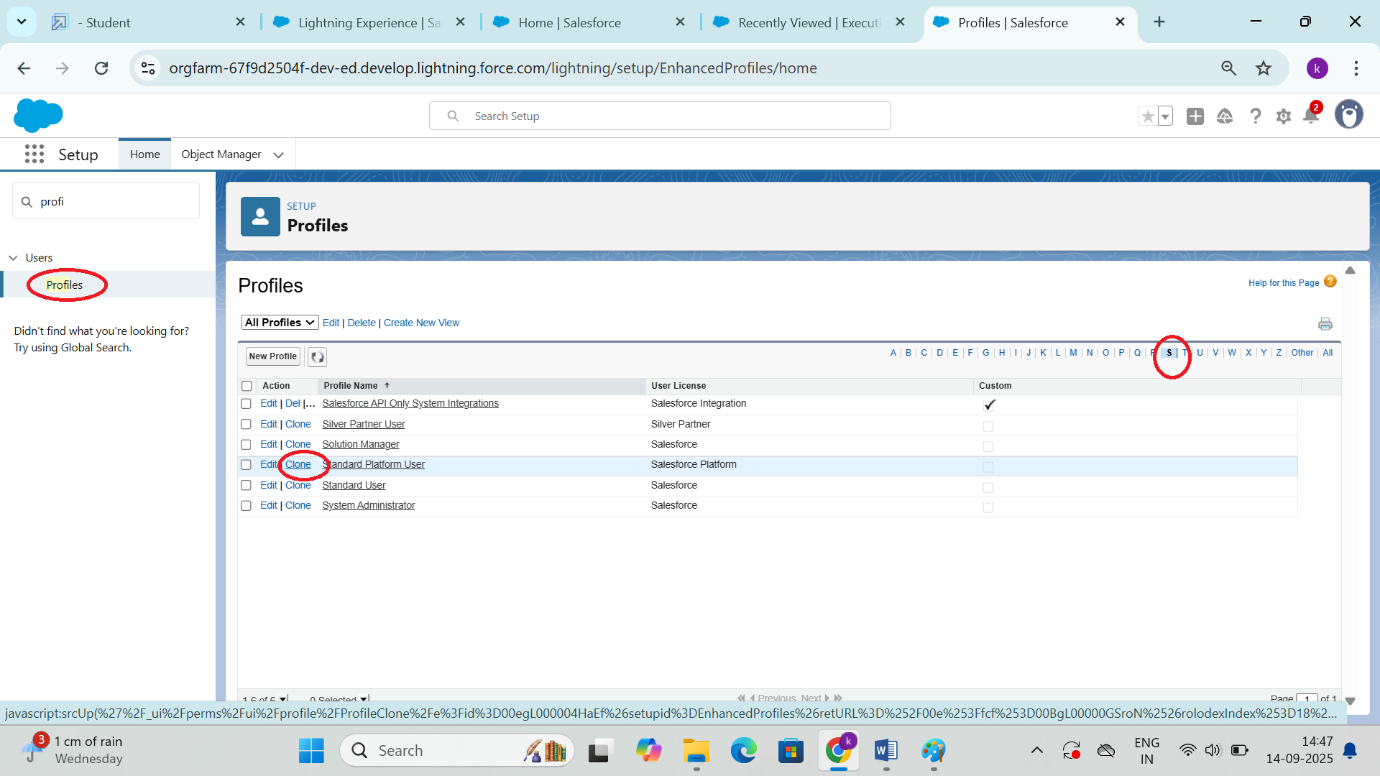 - Student
Lightning Experience | Sa
Home | Salesforce
Recently Viewed | Executi
Profiles | Salesforce
orgfarm-67f9d2504f-dev-ed.develop.lightning.force.com/lightning/setup/EnhancedProfiles/home
k
Search Setup
2
Setup
Home
Object Manager
profi
Users
Profiles
Didn't find what you're looking for?
Try using Global Search.
SETUP
Profiles
Profiles
Help for this Page
All Profiles Edit | Delete | Create New View
New Profile
A | B | C | D | E | F | G | H | I | J | K | L | M | N | O | P | Q | R | S | T | U | V | W | X | Y | Z | Other | All
Action Profile Name User License Custom
Edit | Del |... Salesforce API Only System Integrations Salesforce Integration
Edit | Clone Silver Partner User Silver Partner
Edit | Clone Solution Manager Salesforce
Edit | Clone Standard Platform User Salesforce Platform
Edit | Clone Standard User Salesforce
Edit | Clone System Administrator Salesforce
1-6 of 6 0 Selected Previous Next Page 1 of 1
javascript:srcUp(%27%2F_ui%2Fperms%2Fui%2Fprofile%2FProfileClone%2Fe%3Fid%3D00egL000004HaEf%26setupid%3DEnhancedProfiles%26retURL%3D%252F00e%253Ffcf%253D00BgL00000GSroN%2526rolodexIndex%253D18%2...
3
1 cm of rain
Wednesday
Search
k
ENG
IN
14:47
14-09-2025